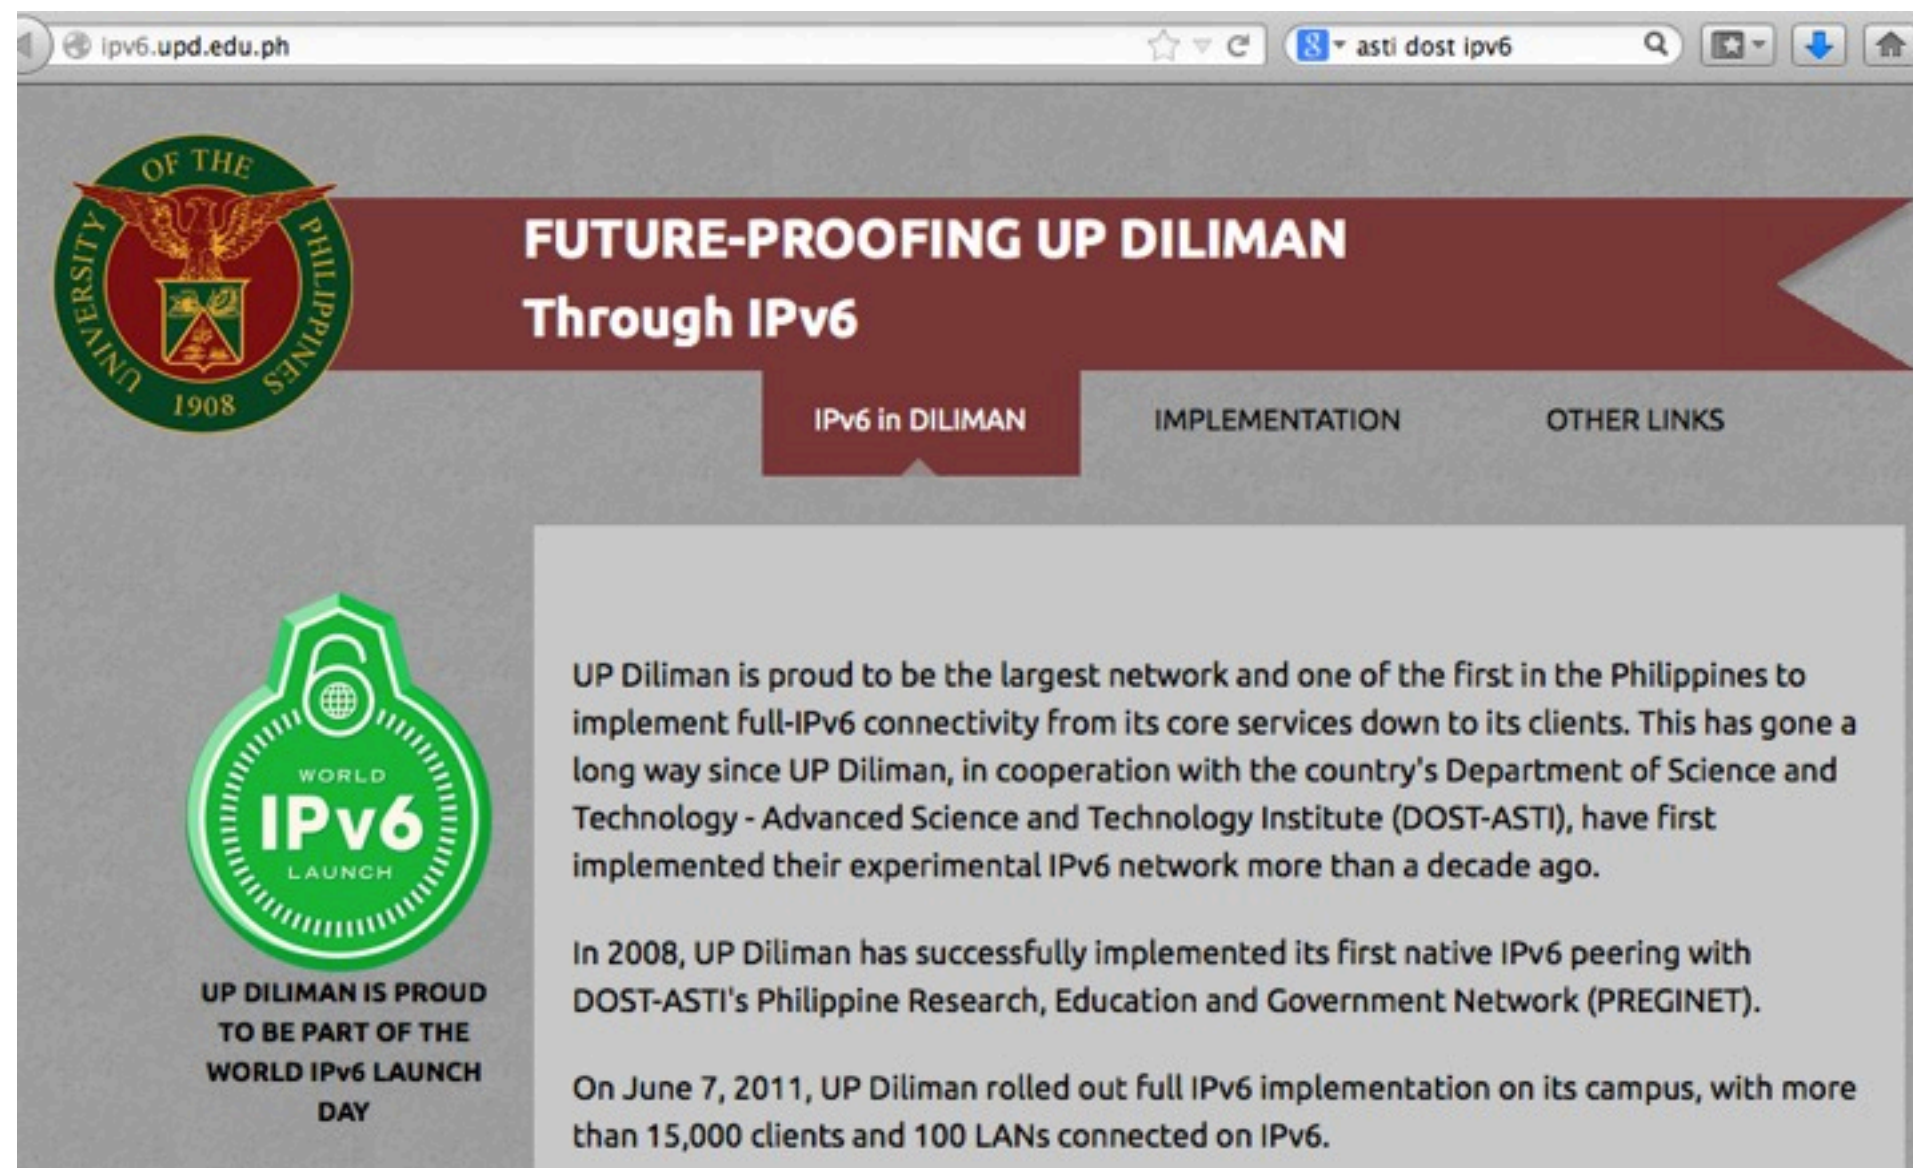 ipv6.upd.edu.ph
8
asti dost ipv6
UNIVERSITY OF THE PHILIPPINES
1908
FUTURE-PROOFING UP DILIMAN
Through IPv6
IPv6 in DILIMAN
IMPLEMENTATION
OTHER LINKS
6
WORLD
IPv6
LAUNCH
UP DILIMAN IS PROUD
TO BE PART OF THE
WORLD IPv6 LAUNCH
DAY
UP Diliman is proud to be the largest network and one of the first in the Philippines to
implement full-IPv6 connectivity from its core services down to its clients. This has gone a
long way since UP Diliman, in cooperation with the country's Department of Science and
Technology - Advanced Science and Technology Institute (DOST-ASTI), have first
implemented their experimental IPv6 network more than a decade ago.
In 2008, UP Diliman has successfully implemented its first native IPv6 peering with
DOST-ASTI's Philippine Research, Education and Government Network (PREGINET).
On June 7, 2011, UP Diliman rolled out full IPv6 implementation on its campus, with more
than 15,000 clients and 100 LANs connected on IPv6.